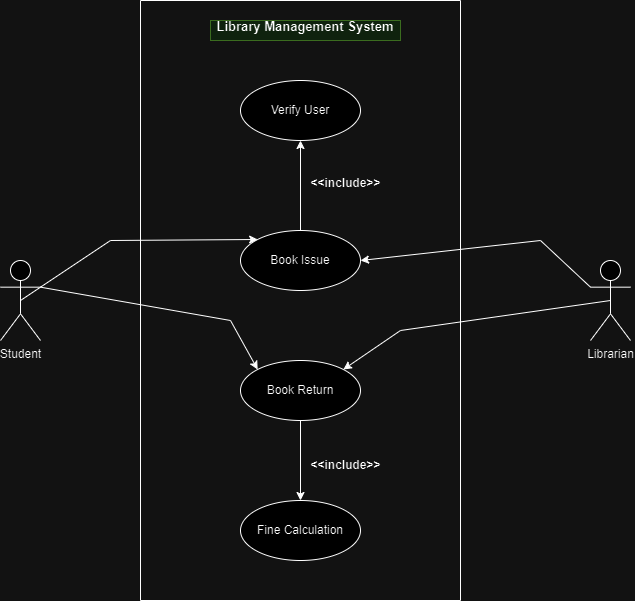 Library Management System
Verify User
<<include>>
Book Issue
Student
Librarian
Book Return
<<include>>
Fine Calculation